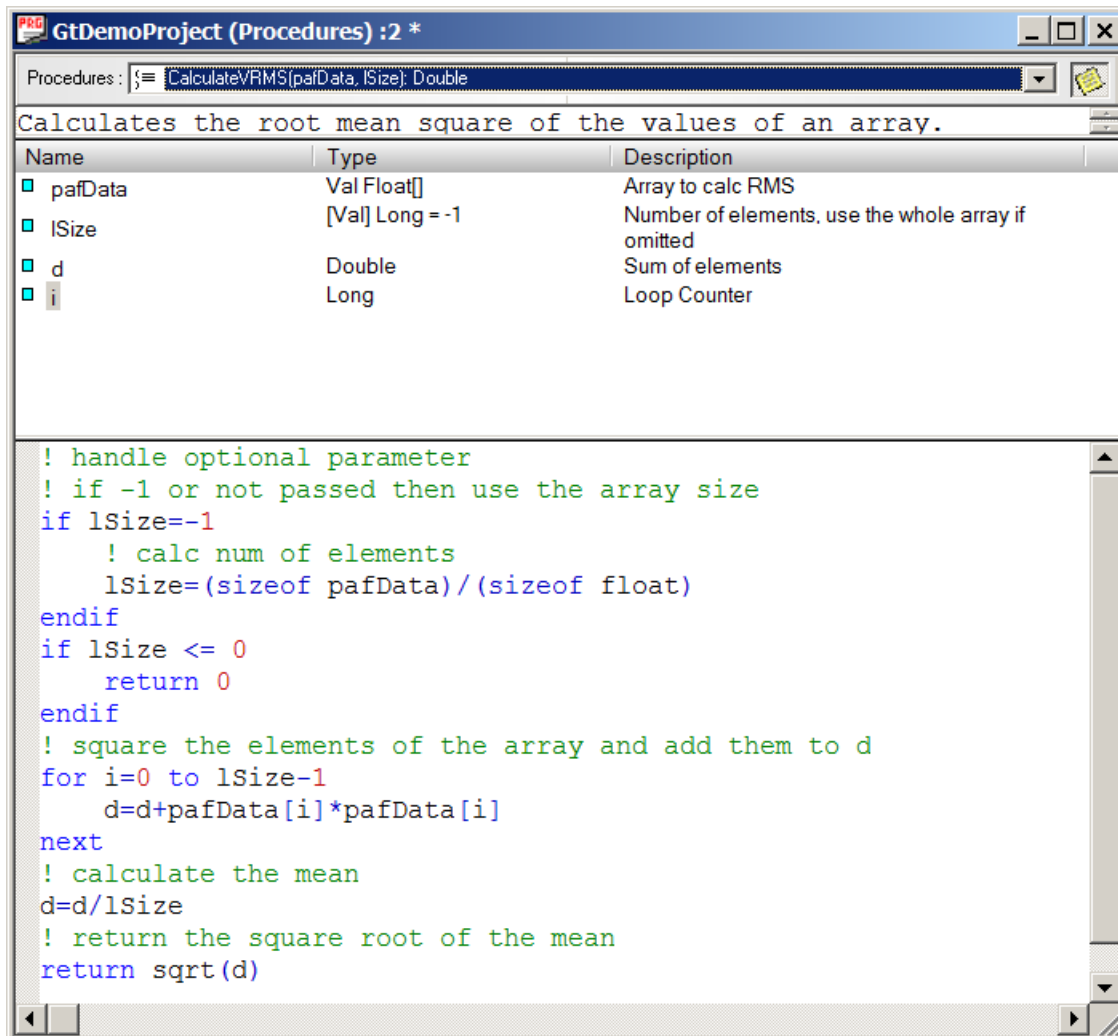 PRG GtDemoProject (Procedures) :2 *
Procedures : CalculateVRMS(pafData, lSize): Double
Calculates the root mean square of the values of an array.
Name Type Description
pafData Val Float[] Array to calc RMS
lSize [Val] Long = -1 Number of elements, use the whole array if
omitted
d Double Sum of elements
i Long Loop Counter
! handle optional parameter
! if -1 or not passed then use the array size
if lSize=-1
    ! calc num of elements
    lSize=(sizeof pafData)/(sizeof float)
endif
if lSize <= 0
    return 0
endif
! square the elements of the array and add them to d
for i=0 to lSize-1
    d=d+pafData[i]*pafData[i]
next
! calculate the mean
d=d/lSize
! return the square root of the mean
return sqrt(d)